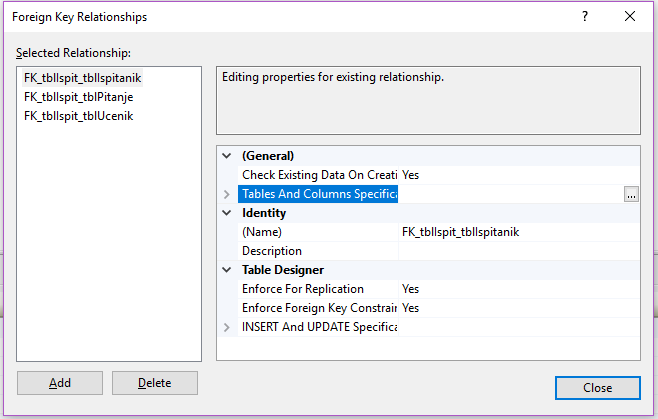 Foreign Key Relationships
Selected Relationship:
FK_tblIspit_tblIspitanik
FK_tblIspit_tblPitanje
FK_tblIspit_tblUcenik
Editing properties for existing relationship.
(General)
Check Existing Data On Creati Yes
Tables And Columns Specifica ...
Identity
(Name) FK_tblIspit_tblIspitanik
Description
Table Designer
Enforce For Replication Yes
Enforce Foreign Key Constrain Yes
INSERT And UPDATE Specifica
Add Delete
Close